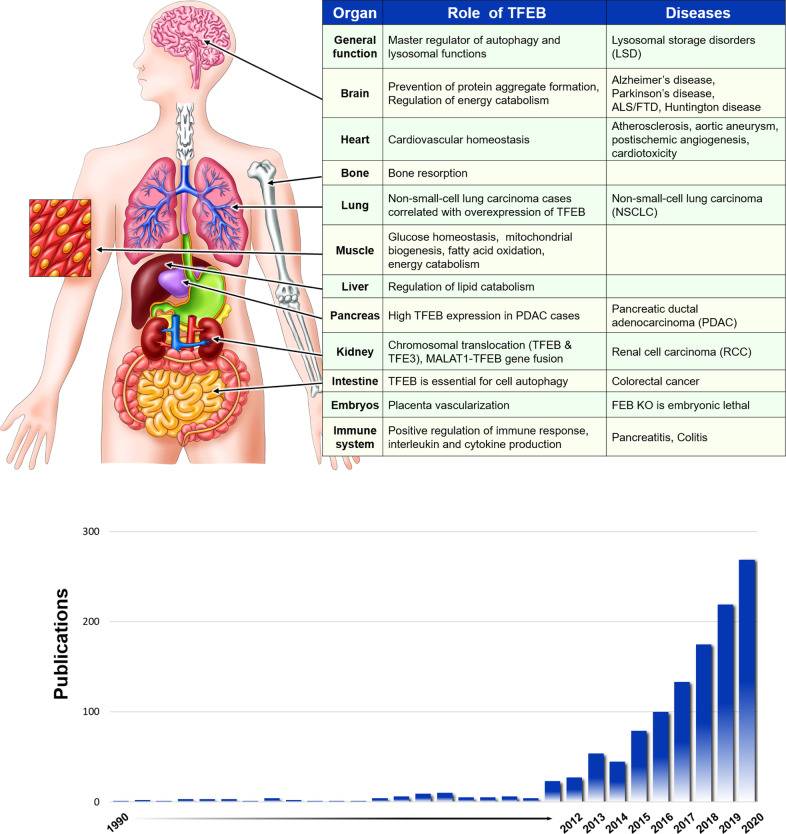 Organ Role of TFEB Diseases
General function Master regulator of autophagy and lysosomal functions Lysosomal storage disorders (LSD)
Brain Prevention of protein aggregate formation, Regulation of energy catabolism Alzheimer's disease, Parkinson's disease, ALS/FTD, Huntington disease
Heart Cardiovascular homeostasis Atherosclerosis, aortic aneurysm, postischemic angiogenesis, cardiotoxicity
Bone Bone resorption
Lung Non-small-cell lung carcinoma cases correlated with overexpression of TFEB Non-small-cell lung carcinoma (NSCLC)
Muscle Glucose homeostasis, mitochondrial biogenesis, fatty acid oxidation, energy catabolism
Liver Regulation of lipid catabolism
Pancreas High TFEB expression in PDAC cases Pancreatic ductal adenocarcinoma (PDAC)
Kidney Chromosomal translocation (TFEB & TFE3), MALAT1-TFEB gene fusion Renal cell carcinoma (RCC)
Intestine TFEB is essential for cell autophagy Colorectal cancer
Embryos Placenta vascularization FEB KO is embryonic lethal
Immune system Positive regulation of immune response, interleukin and cytokine production Pancreatitis, Colitis
Publications
300
200
100
0
1990 2012 2013 2014 2015 2016 2017 2018 2019 2020